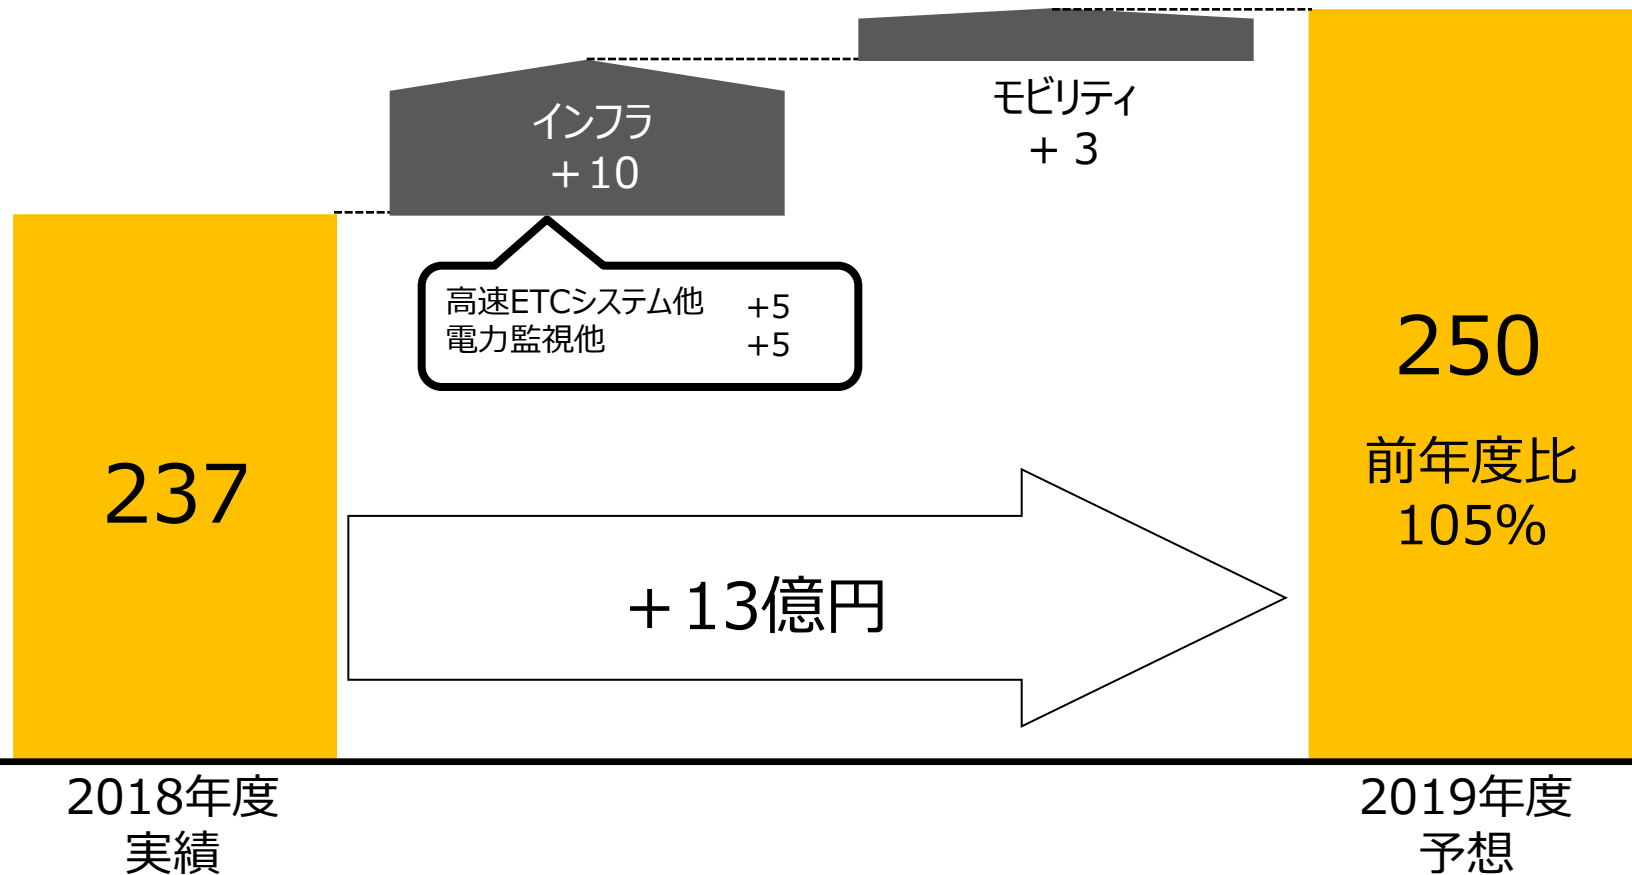 インフラ
+10
モビリティ
+ 3
高速ETCシステム他 +5
電力監視他 +5
237
250
前年度比
105%
+13億円
2018年度
実績
2019年度
予想